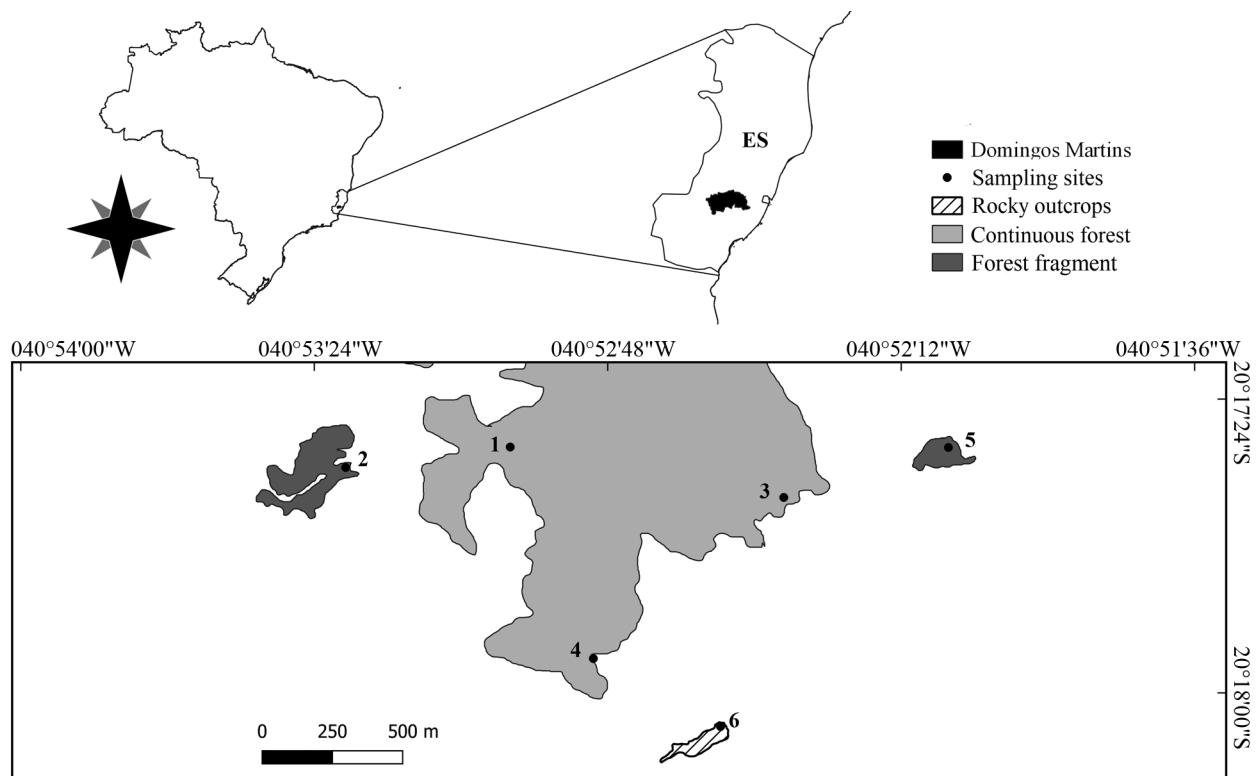 ES
Domingos Martins
Sampling sites
Rocky outcrops
Continuous forest
Forest fragment
040°54'00"W 040°53'24"W 040°52'48"W 040°52'12"W 040°51'36"W
20°17'24"S
1
2
5
3
4
20°18'00"S
6
0 250 500 m